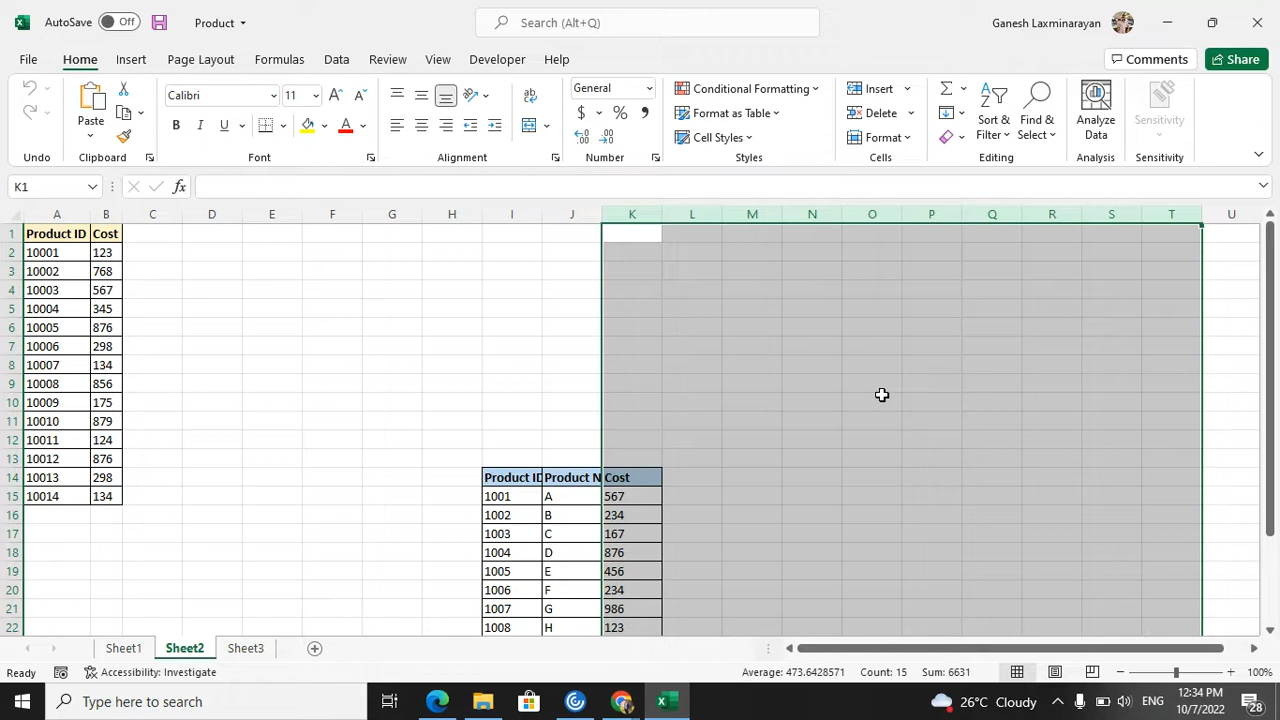 AutoSave Off Product Search (Alt+Q) Ganesh Laxminarayan
File Home Insert Page Layout Formulas Data Review View Developer Help Comments Share
Calibri 11 General Conditional Formatting Insert
Paste B I U A $ % , Format as Table Delete Sort & Filter Find & Select Analyze Data Sensitivity
Cell Styles Format
Undo Clipboard Font Alignment Number Styles Cells Editing Analysis Sensitivity
K1 fx
A B C D E F G H I J K L M N O P Q R S T U
1 Product ID Cost
2 10001 123
3 10002 768
4 10003 567
5 10004 345
6 10005 876
7 10006 298
8 10007 134
9 10008 856
10 10009 175
11 10010 879
12 10011 124
13 10012 876
14 10013 298 Product ID Product N Cost
15 10014 134 1001 A 567
16 1002 B 234
17 1003 C 167
18 1004 D 876
19 1005 E 456
20 1006 F 234
21 1007 G 986
22 1008 H 123
Sheet1 Sheet2 Sheet3
Ready Accessibility: Investigate Average: 473.6428571 Count: 15 Sum: 6631 100%
Type here to search 26°C Cloudy ENG 12:34 PM
10/7/2022 28